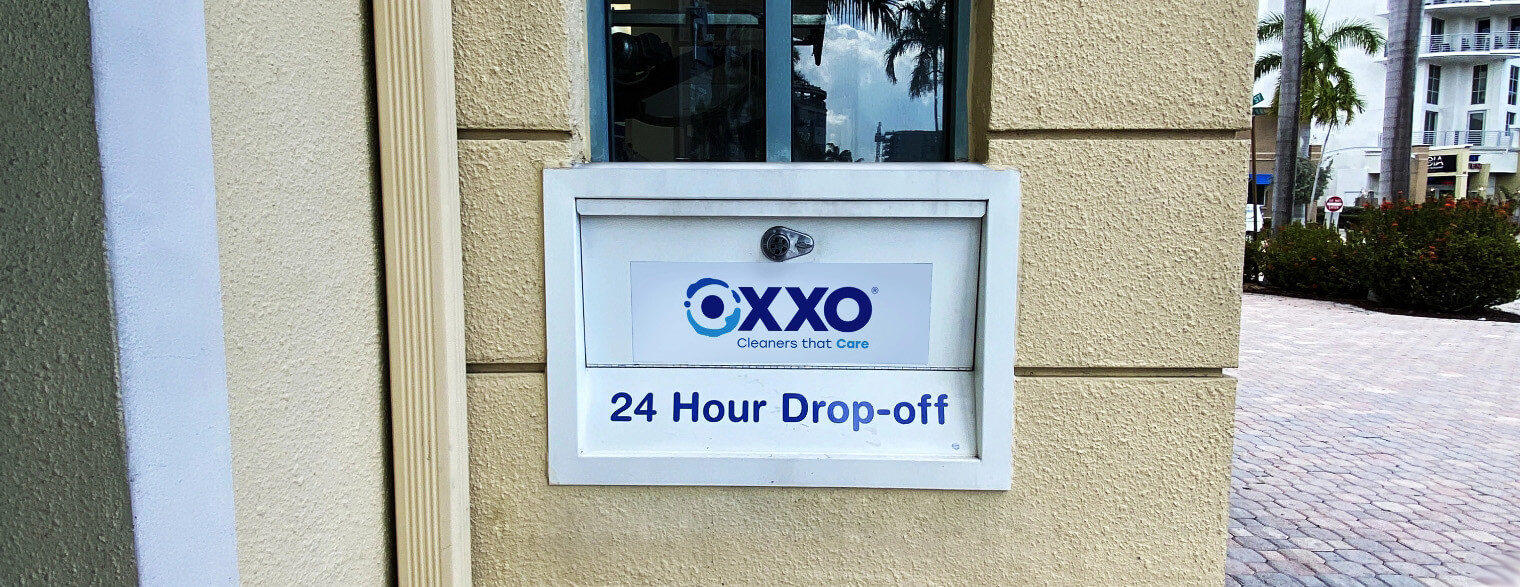 OXXO®
Cleaners that Care
24 Hour Drop-off